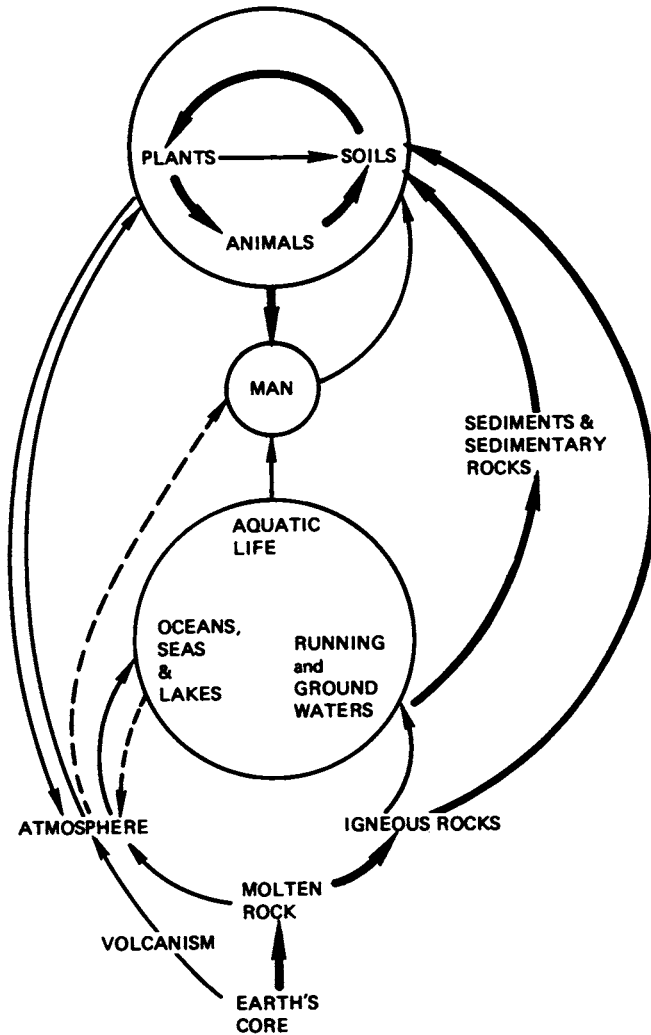 PLANTS
SOILS
ANIMALS
MAN
SEDIMENTS &
SEDIMENTARY
ROCKS
AQUATIC
LIFE
OCEANS,
SEAS
&
LAKES
RUNNING
and
GROUND
WATERS
ATMOSPHERE
IGNEOUS ROCKS
MOLTEN
ROCK
VOLCANISM
EARTH'S
CORE